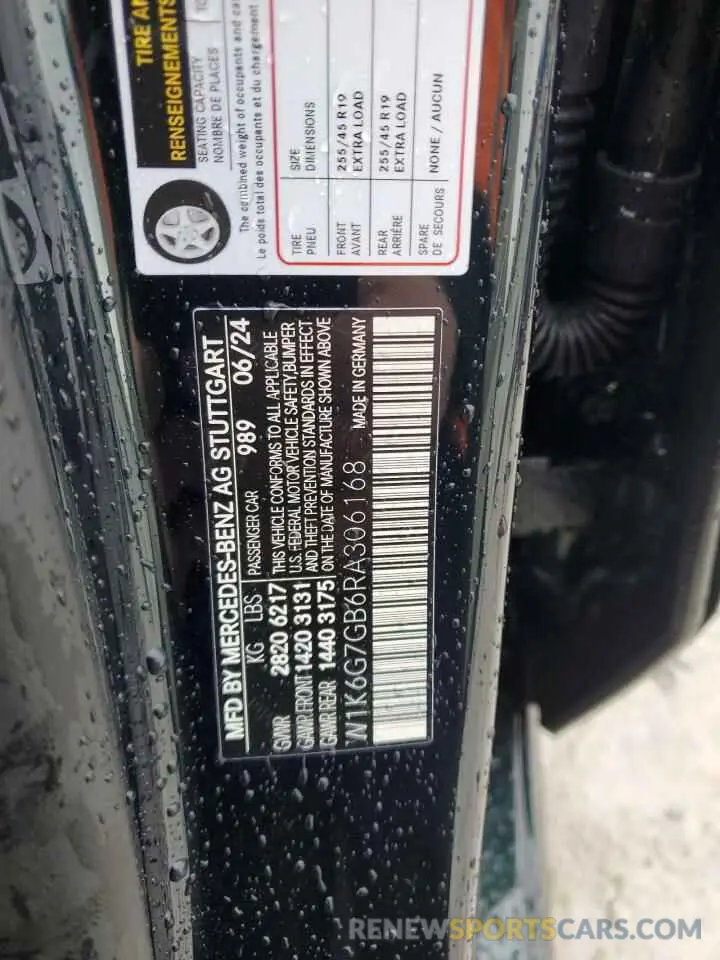 TIRE
RENSEIGNEMENTS
SEATING CAPACITY
NOMBRE DE PLACES
The combined weight of occupants and
Le poids total des occupants et du chargement
TIRE
PNEU
SIZE
DIMENSIONS
FRONT
AVANT
255/45 R19
EXTRA LOAD
REAR
ARRIÈRE
255/45 R19
EXTRA LOAD
SPARE
DE SECOURS
NONE / AUCUN
MFD BY MERCEDES-BENZ AG STUTTGART
KG LBS PASSENGER CAR 989 06/24
GVWR 2820 6217
GAWR FRONT 1420 3131
GAWR REAR 1440 3175
THIS VEHICLE CONFORMS TO ALL APPLICABLE
U.S. FEDERAL MOTOR VEHICLE SAFETY,BUMPER
AND THEFT PREVENTION STANDARDS IN EFFECT
ON THE DATE OF MANUFACTURE SHOWN ABOVE
W1K6G7GB6RA306168 MADE IN GERMANY
RENEWSPORTSCARS.COM